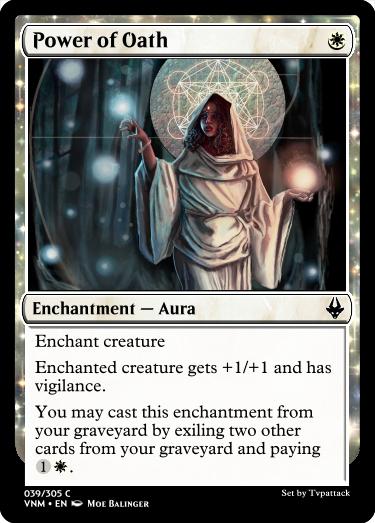 Power of Oath
Enchantment — Aura
Enchant creature
Enchanted creature gets +1/+1 and has
vigilance.
You may cast this enchantment from
your graveyard by exiling two other
cards from your graveyard and paying
1 .
039/305 C
VNM • EN Moe Balinger
Set by Tvpattack